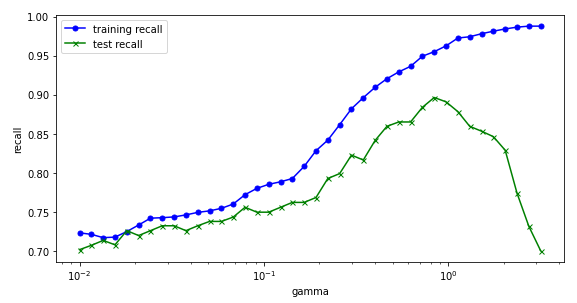 training recall
test recall
1.00
0.95
0.90
0.85
0.80
0.75
0.70
recall
10⁻² 10⁻¹ 10⁰
gamma